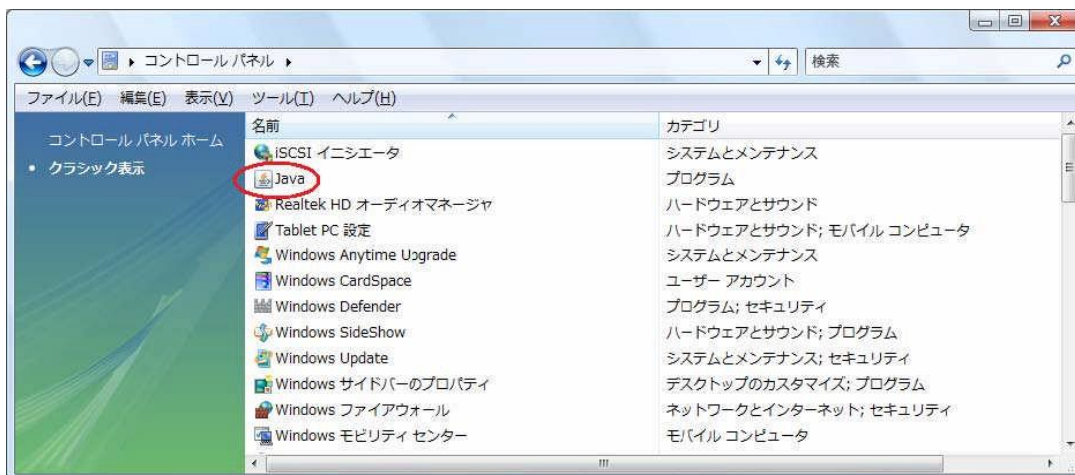 コントロール パネル
検索
ファイル(F) 編集(E) 表示(V) ツール(T) ヘルプ(H)
コントロール パネル ホーム
クラシック表示
名前 カテゴリ
iSCSI イニシエータ システムとメンテナンス
Java プログラム
Realtek HD オーディオマネージャ ハードウェアとサウンド
Tablet PC 設定 ハードウェアとサウンド; モバイル コンピュータ
Windows Anytime Upgrade システムとメンテナンス
Windows CardSpace ユーザー アカウント
Windows Defender プログラム; セキュリティ
Windows SideShow ハードウェアとサウンド; プログラム
Windows Update システムとメンテナンス; セキュリティ
Windows サイドバーのプロパティ デスクトップのカスタマイズ; プログラム
Windows ファイアウォール ネットワークとインターネット; セキュリティ
Windows モビリティ センター モバイル コンピュータ